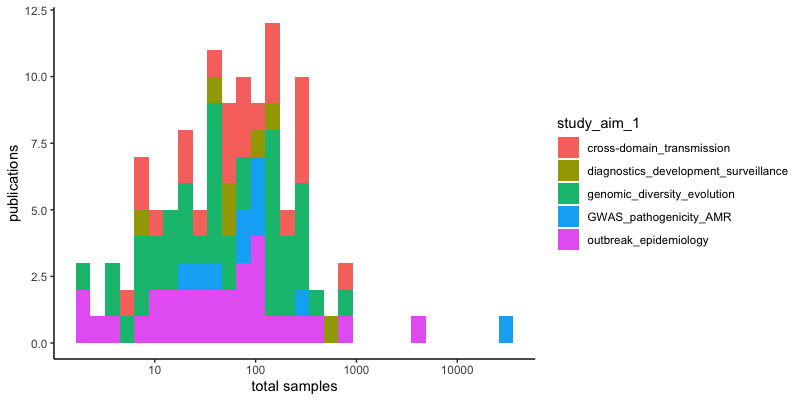 12.5
10.0
7.5
5.0
2.5
0.0
publications
10
100
1000
10000
total samples
study_aim_1
cross-domain_transmission
diagnostics_development_surveillance
genomic_diversity_evolution
GWAS_pathogenicity_AMR
outbreak_epidemiology